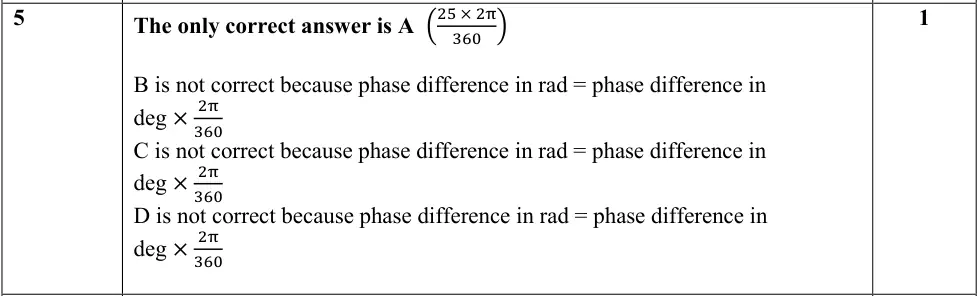 5 The only correct answer is A (25 × 2π / 360) 1
B is not correct because phase difference in rad = phase difference in
deg × 2π/360
C is not correct because phase difference in rad = phase difference in
deg × 2π/360
D is not correct because phase difference in rad = phase difference in
deg × 2π/360